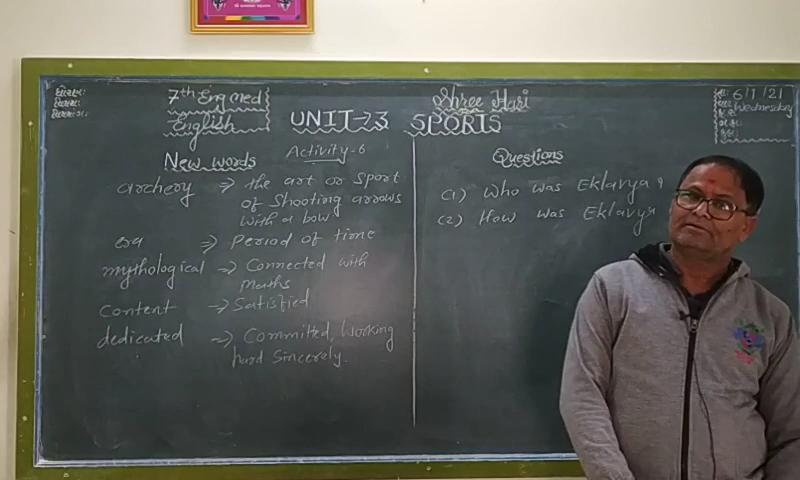 7th Eng med
English
Shree Hari
UNIT-3 SPORTS
6/1/21
Wednesday
New words
Activity-6
archery ⇒ the art or sport
of shooting arrows
with a bow
era ⇒ Period of time
mythological ⇒ Connected with
Maths
content → Satisfied
dedicated ⇒ Committed, Working
hard sincerely.
Questions
(1) Who was Eklavya?
(2) How was Eklavya